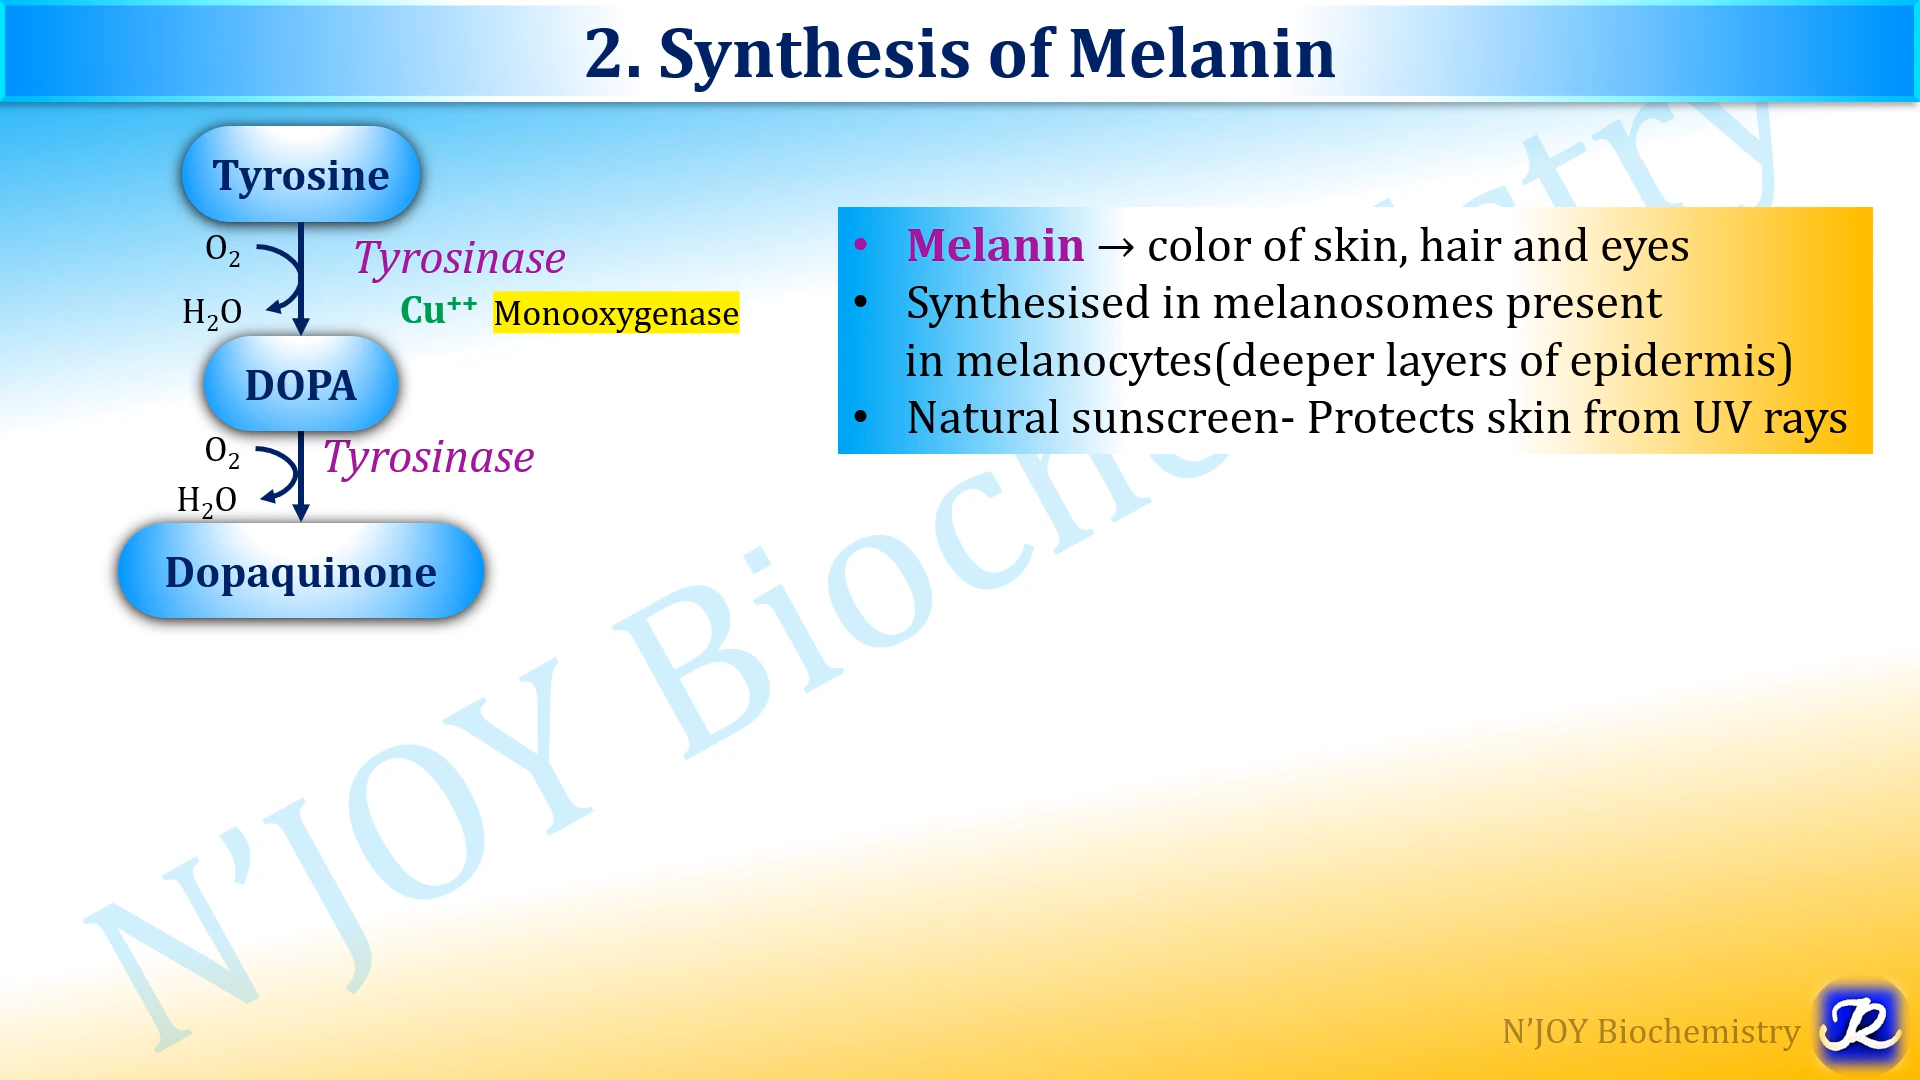 2. Synthesis of Melanin
Tyrosine
O₂
Tyrosinase
H₂O
Cu⁺⁺ Monooxygenase
DOPA
O₂
Tyrosinase
H₂O
Dopaquinone
• Melanin → color of skin, hair and eyes
• Synthesised in melanosomes present
in melanocytes(deeper layers of epidermis)
• Natural sunscreen- Protects skin from UV rays
N’JOY Biochemistry
N’JOY Biochemistry